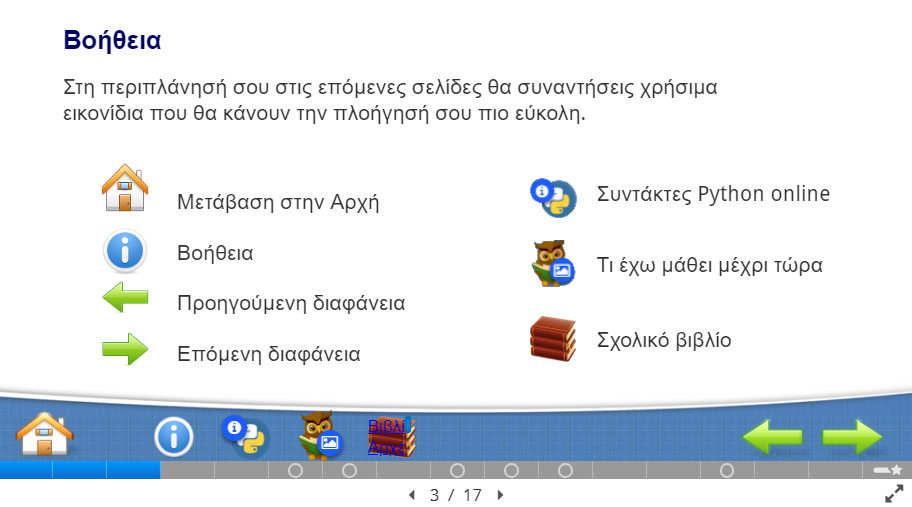 Βοήθεια
Στη περιπλάνησή σου στις επόμενες σελίδες θα συναντήσεις χρήσιμα
εικονίδια που θα κάνουν την πλοήγησή σου πιο εύκολη.
Μετάβαση στην Αρχή
Βοήθεια
Προηγούμενη διαφάνεια
Επόμενη διαφάνεια
Συντάκτες Python online
Τι έχω μάθει μέχρι τώρα
Σχολικό βιβλίο
3 / 17